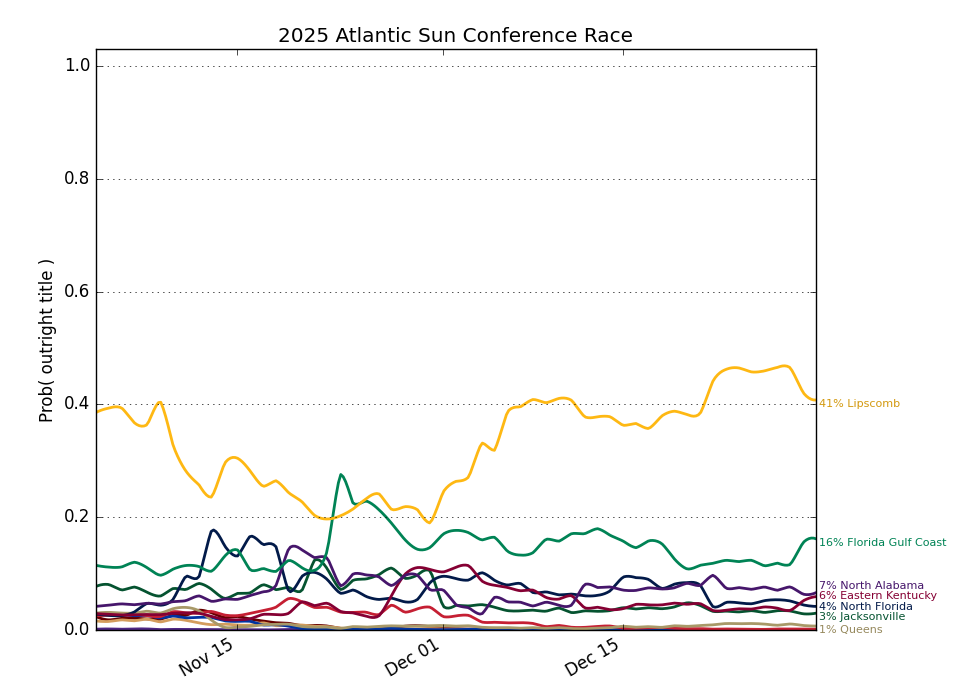 2025 Atlantic Sun Conference Race
Prob( outright title )
1.0
0.8
0.6
0.4
0.2
0.0
Nov 15
Dec 01
Dec 15
41% Lipscomb
16% Florida Gulf Coast
7% North Alabama
6% Eastern Kentucky
4% North Florida
3% Jacksonville
1% Queens